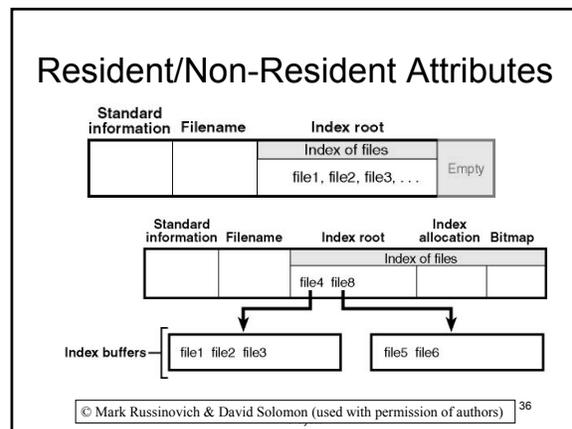 Resident/Non-Resident Attributes
Standard
information Filename Index root
Index of files
file1, file2, file3, . . .
Empty
Standard
information Filename Index root Index
allocation Bitmap
Index of files
file4 file8
Index buffers
file1 file2 file3
file5 file6
© Mark Russinovich & David Solomon (used with permission of authors)
36